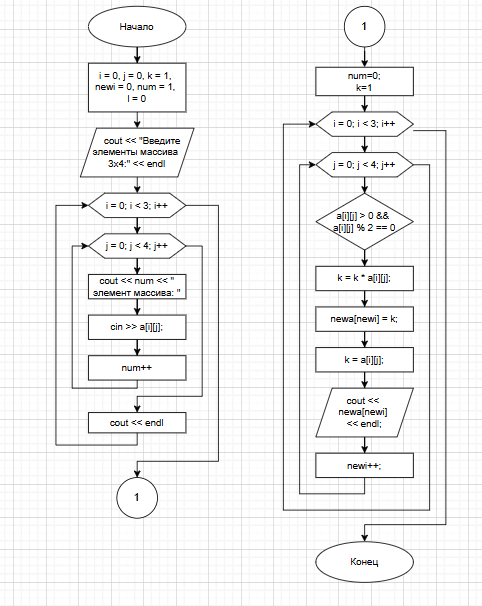 Начало
i = 0, j = 0, k = 1,
newi = 0, num = 1,
l = 0
cout << "Введите
элементы массива
3x4:" << endl
i = 0; i < 3; i++
j = 0; j < 4; j++
cout << num << "
элемент массива: "
cin >> a[i][j];
num++
cout << endl
1
1
num=0;
k=1
i = 0; i < 3; i++
j = 0; j < 4; j++
a[i][j] > 0 &&
a[i][j] % 2 == 0
k = k * a[i][j];
newa[newi] = k;
k = a[i][j];
cout <<
newa[newi]
<< endl;
newi++;
Конец